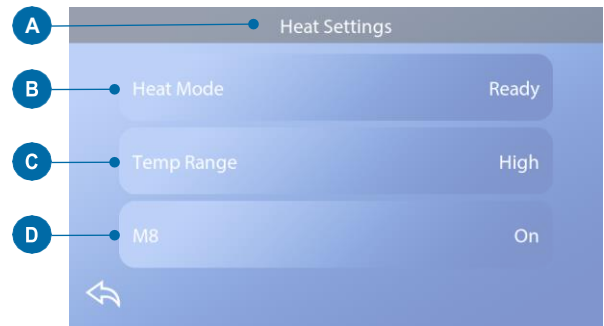 A Heat Settings
B Heat Mode Ready
C Temp Range High
D M8 On